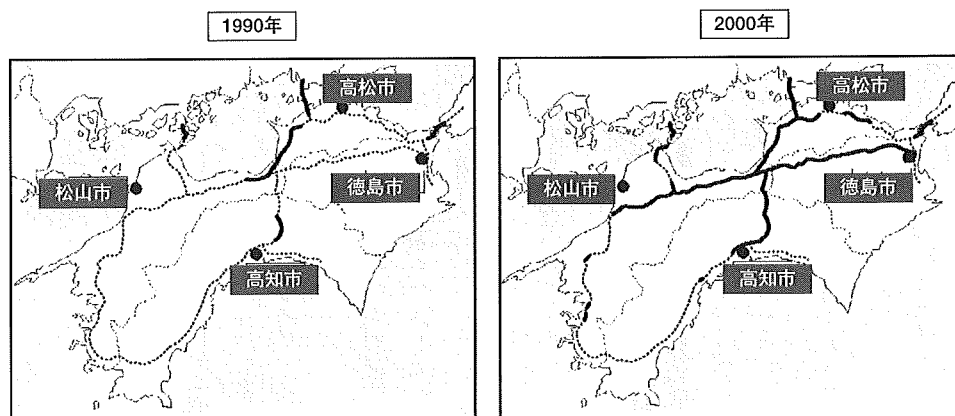 1990年
高松市
松山市
徳島市
高知市
2000年
高松市
松山市
徳島市
高知市